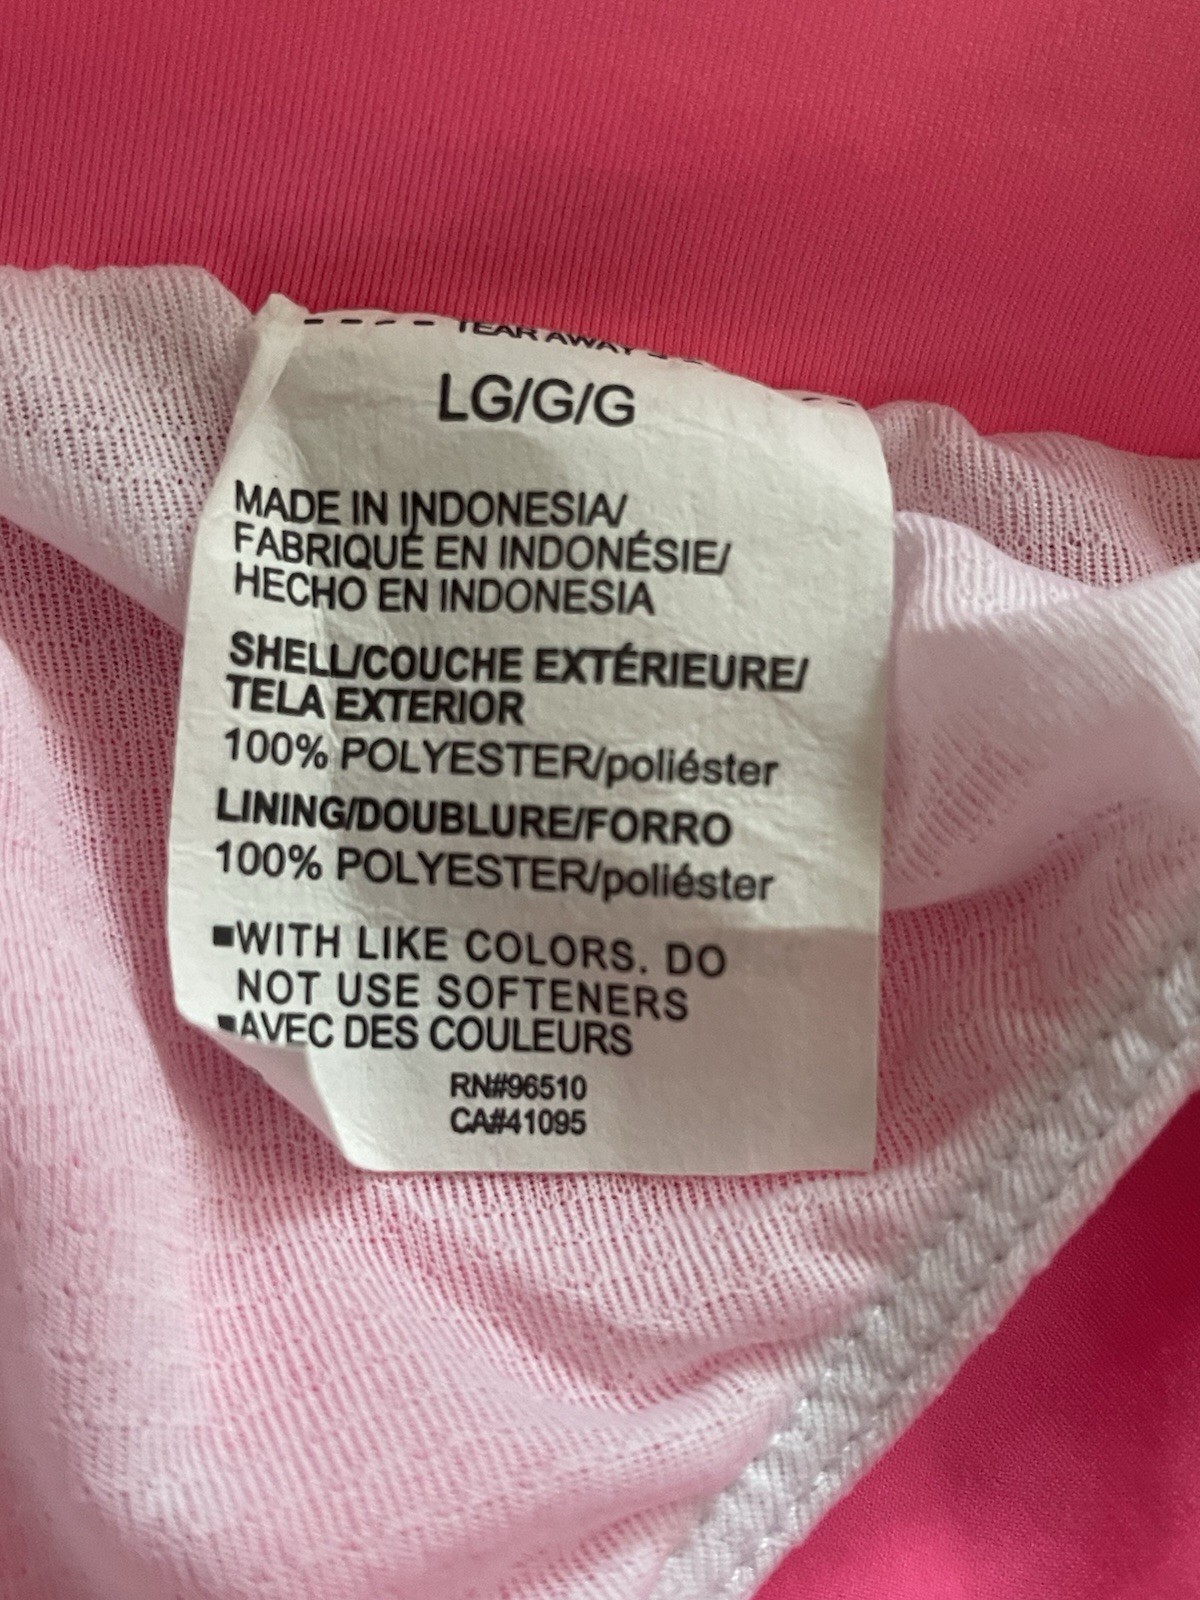 TEAR AWAY
LG/G/G
MADE IN INDONESIA/
FABRIQUÉ EN INDONÉSIE/
HECHO EN INDONESIA
SHELL/COUCHE EXTÉRIEURE/
TELA EXTERIOR
100% POLYESTER/poliéster
LINING/DOUBLURE/FORRO
100% POLYESTER/poliéster
■WITH LIKE COLORS. DO
NOT USE SOFTENERS
■AVEC DES COULEURS
RN#96510
CA#41095